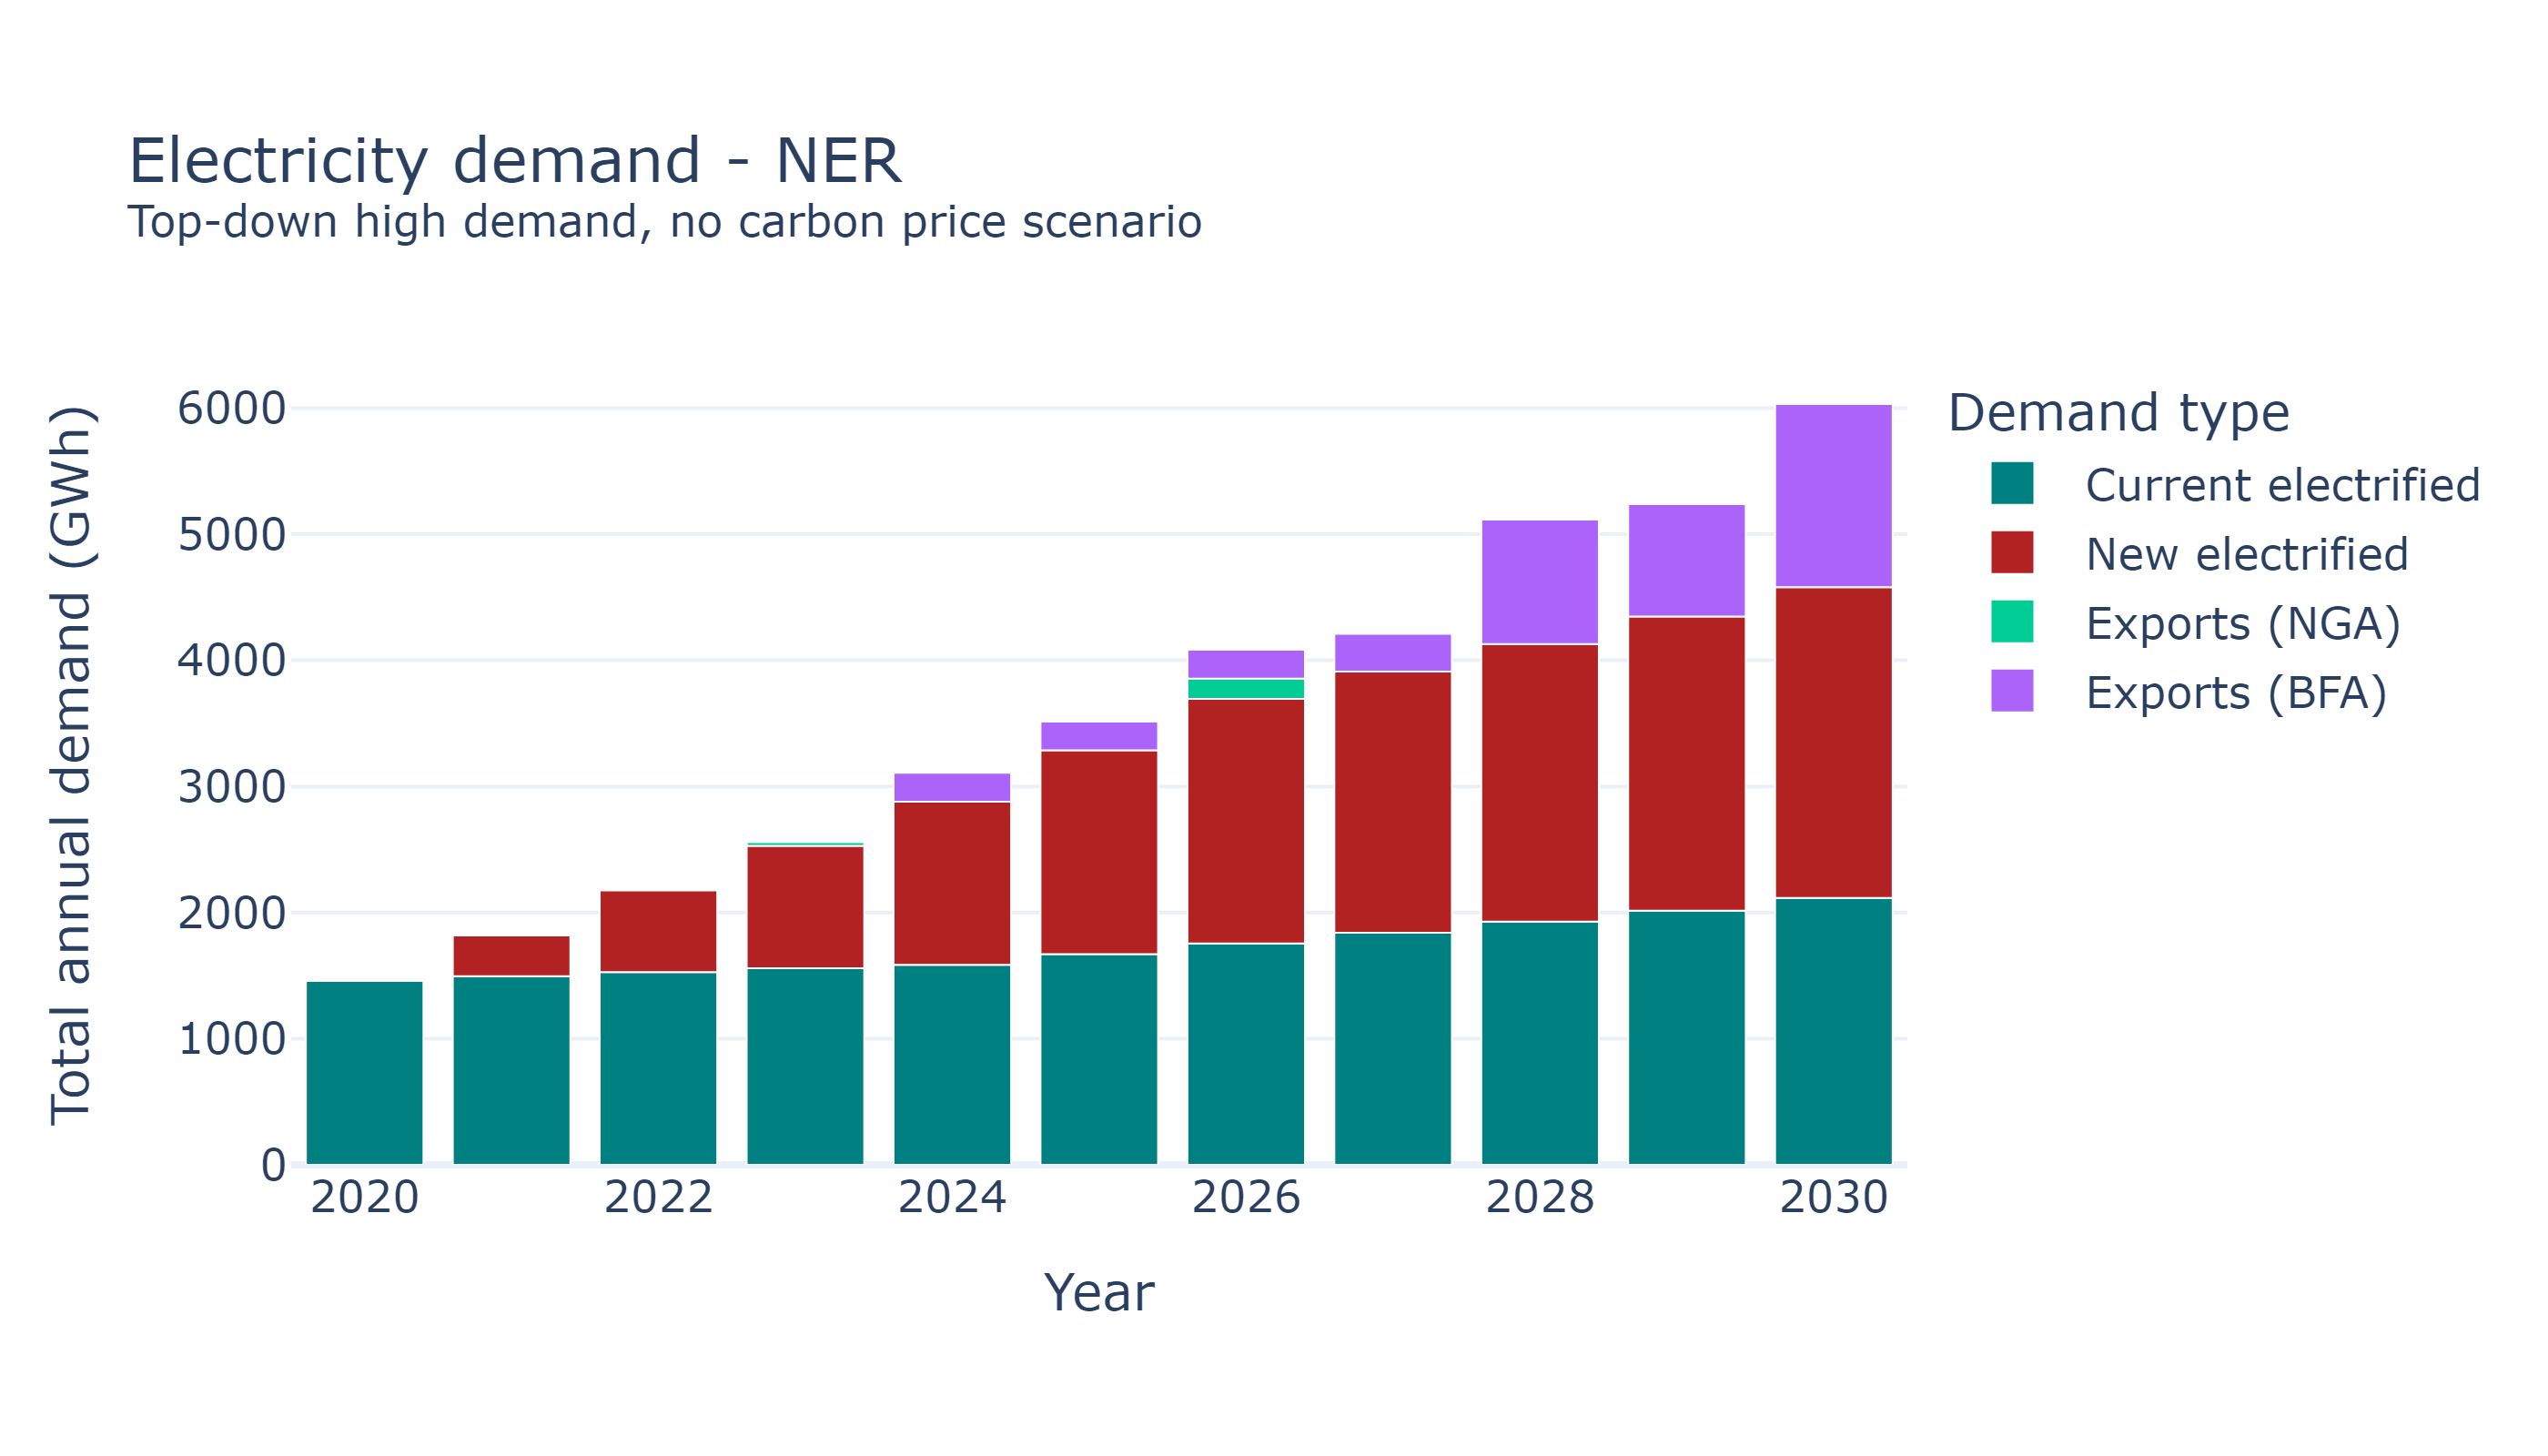 Electricity demand - NER
Top-down high demand, no carbon price scenario
Total annual demand (GWh)
6000
5000
4000
3000
2000
1000
0
2020 2022 2024 2026 2028 2030
Year
Demand type
Current electrified
New electrified
Exports (NGA)
Exports (BFA)